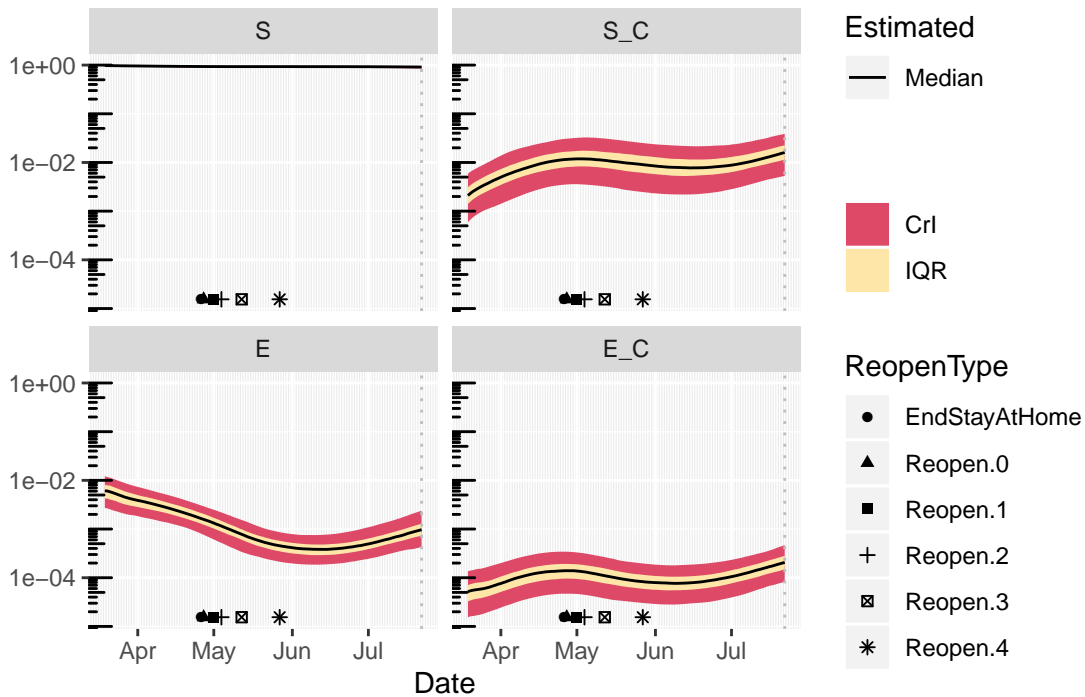 S
S_C
1e+00
1e−02
1e−04
E
E_C
1e+00
1e−02
1e−04
Apr
May
Jun
Jul
Apr
May
Jun
Jul
Date
Estimated
Median
CrI
IQR
ReopenType
EndStayAtHome
Reopen.0
Reopen.1
Reopen.2
Reopen.3
Reopen.4